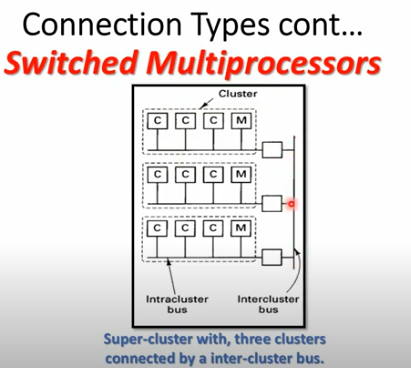 Connection Types cont...
Switched Multiprocessors
Cluster
C C C M
C C C M
C C C M
Intracluster bus
Intercluster bus
Super-cluster with, three clusters
connected by a inter-cluster bus.